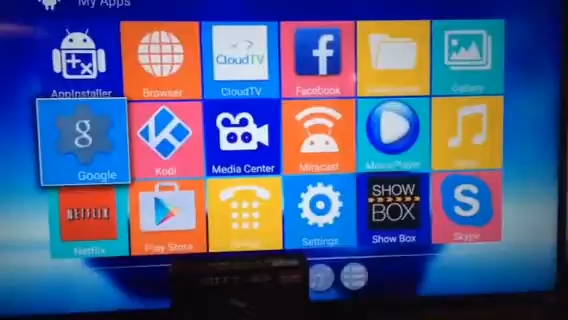 My Apps
AppInstaller
Browser
CloudTV
CloudTV
Facebook
Gallery
g
Google
Kodi
Media Center
Miracast
MoviePlayer
NETFLIX
Netflix
Play Store
Settings
SHOW
BOX
Show Box
Skype